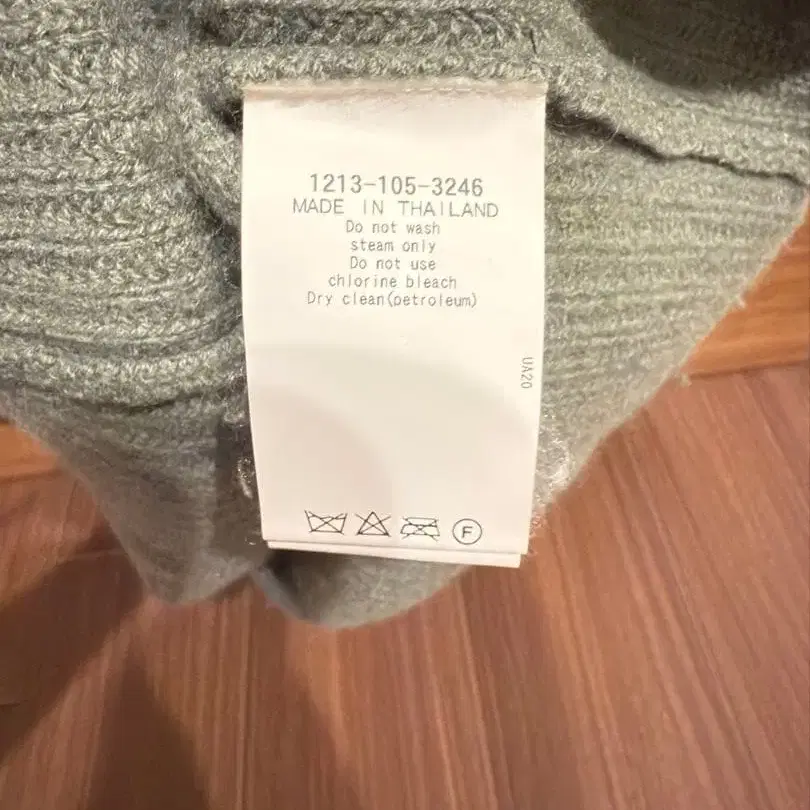 1213-105-3246
MADE IN THAILAND
Do not wash
steam only
Do not use
chlorine bleach
Dry clean(petroleum)
UA20
F